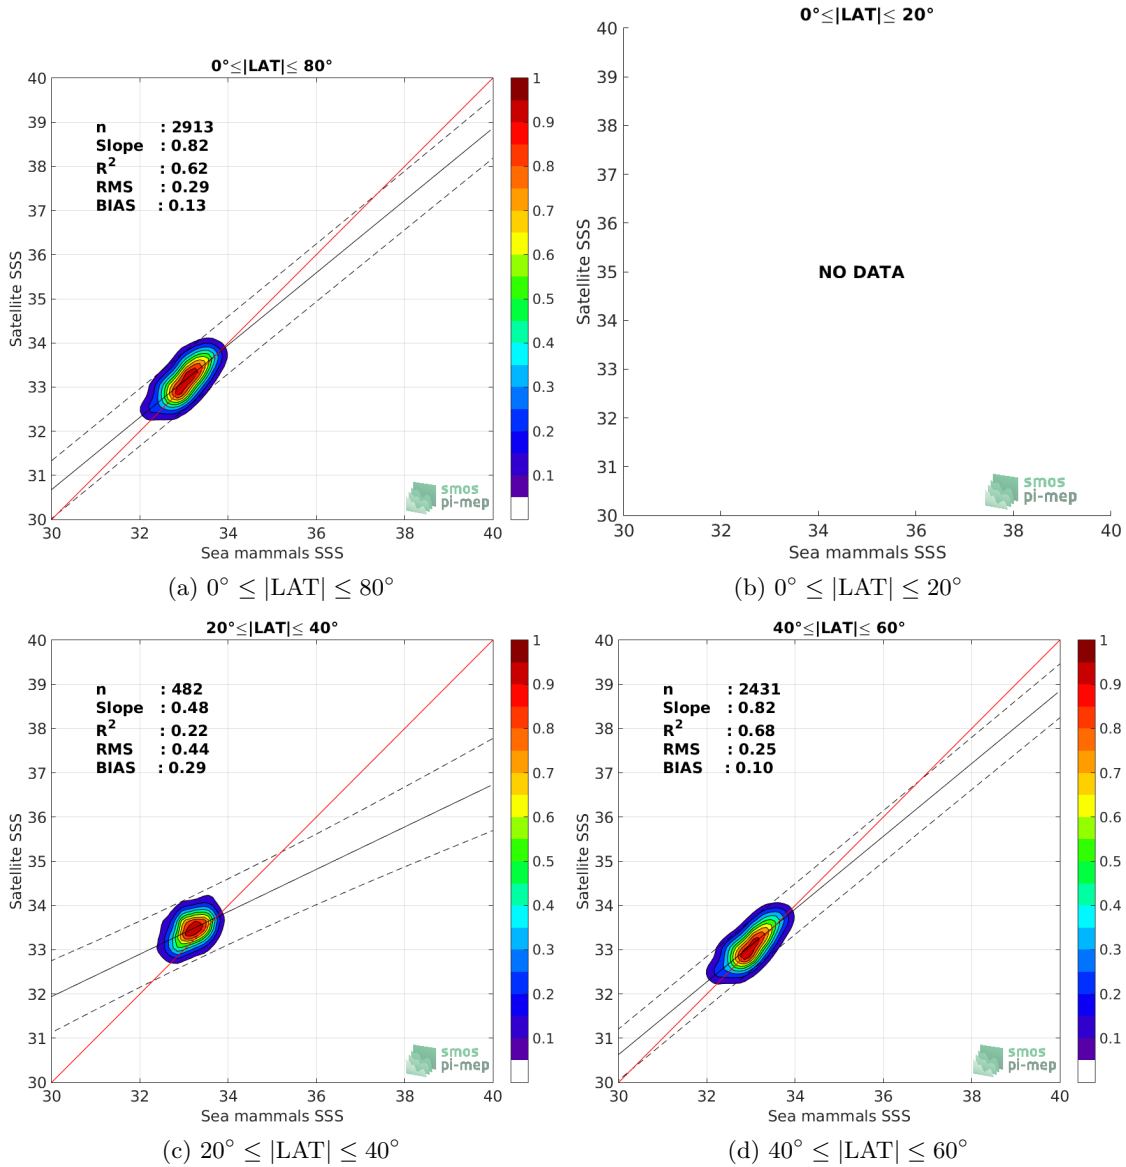 0°≤|LAT|≤ 80°
40
39
38
37
36
35
34
33
32
31
30
Satellite SSS
n : 2913
Slope : 0.82
R2 : 0.62
RMS : 0.29
BIAS : 0.13
smos
pi-mep
30 32 34 36 38 40
Sea mammals SSS
1
0.9
0.8
0.7
0.6
0.5
0.4
0.3
0.2
0.1
(a) 0° ≤ |LAT| ≤ 80°
0°≤|LAT|≤ 20°
40
39
38
37
36
35
34
33
32
31
30
Satellite SSS
NO DATA
smos
pi-mep
30 32 34 36 38 40
Sea mammals SSS
(b) 0° ≤ |LAT| ≤ 20°
20°≤|LAT|≤ 40°
40
39
38
37
36
35
34
33
32
31
30
Satellite SSS
n : 482
Slope : 0.48
R2 : 0.22
RMS : 0.44
BIAS : 0.29
smos
pi-mep
30 32 34 36 38 40
Sea mammals SSS
1
0.9
0.8
0.7
0.6
0.5
0.4
0.3
0.2
0.1
(c) 20° ≤ |LAT| ≤ 40°
40°≤|LAT|≤ 60°
40
39
38
37
36
35
34
33
32
31
30
Satellite SSS
n : 2431
Slope : 0.82
R2 : 0.68
RMS : 0.25
BIAS : 0.10
smos
pi-mep
30 32 34 36 38 40
Sea mammals SSS
1
0.9
0.8
0.7
0.6
0.5
0.4
0.3
0.2
0.1
(d) 40° ≤ |LAT| ≤ 60°